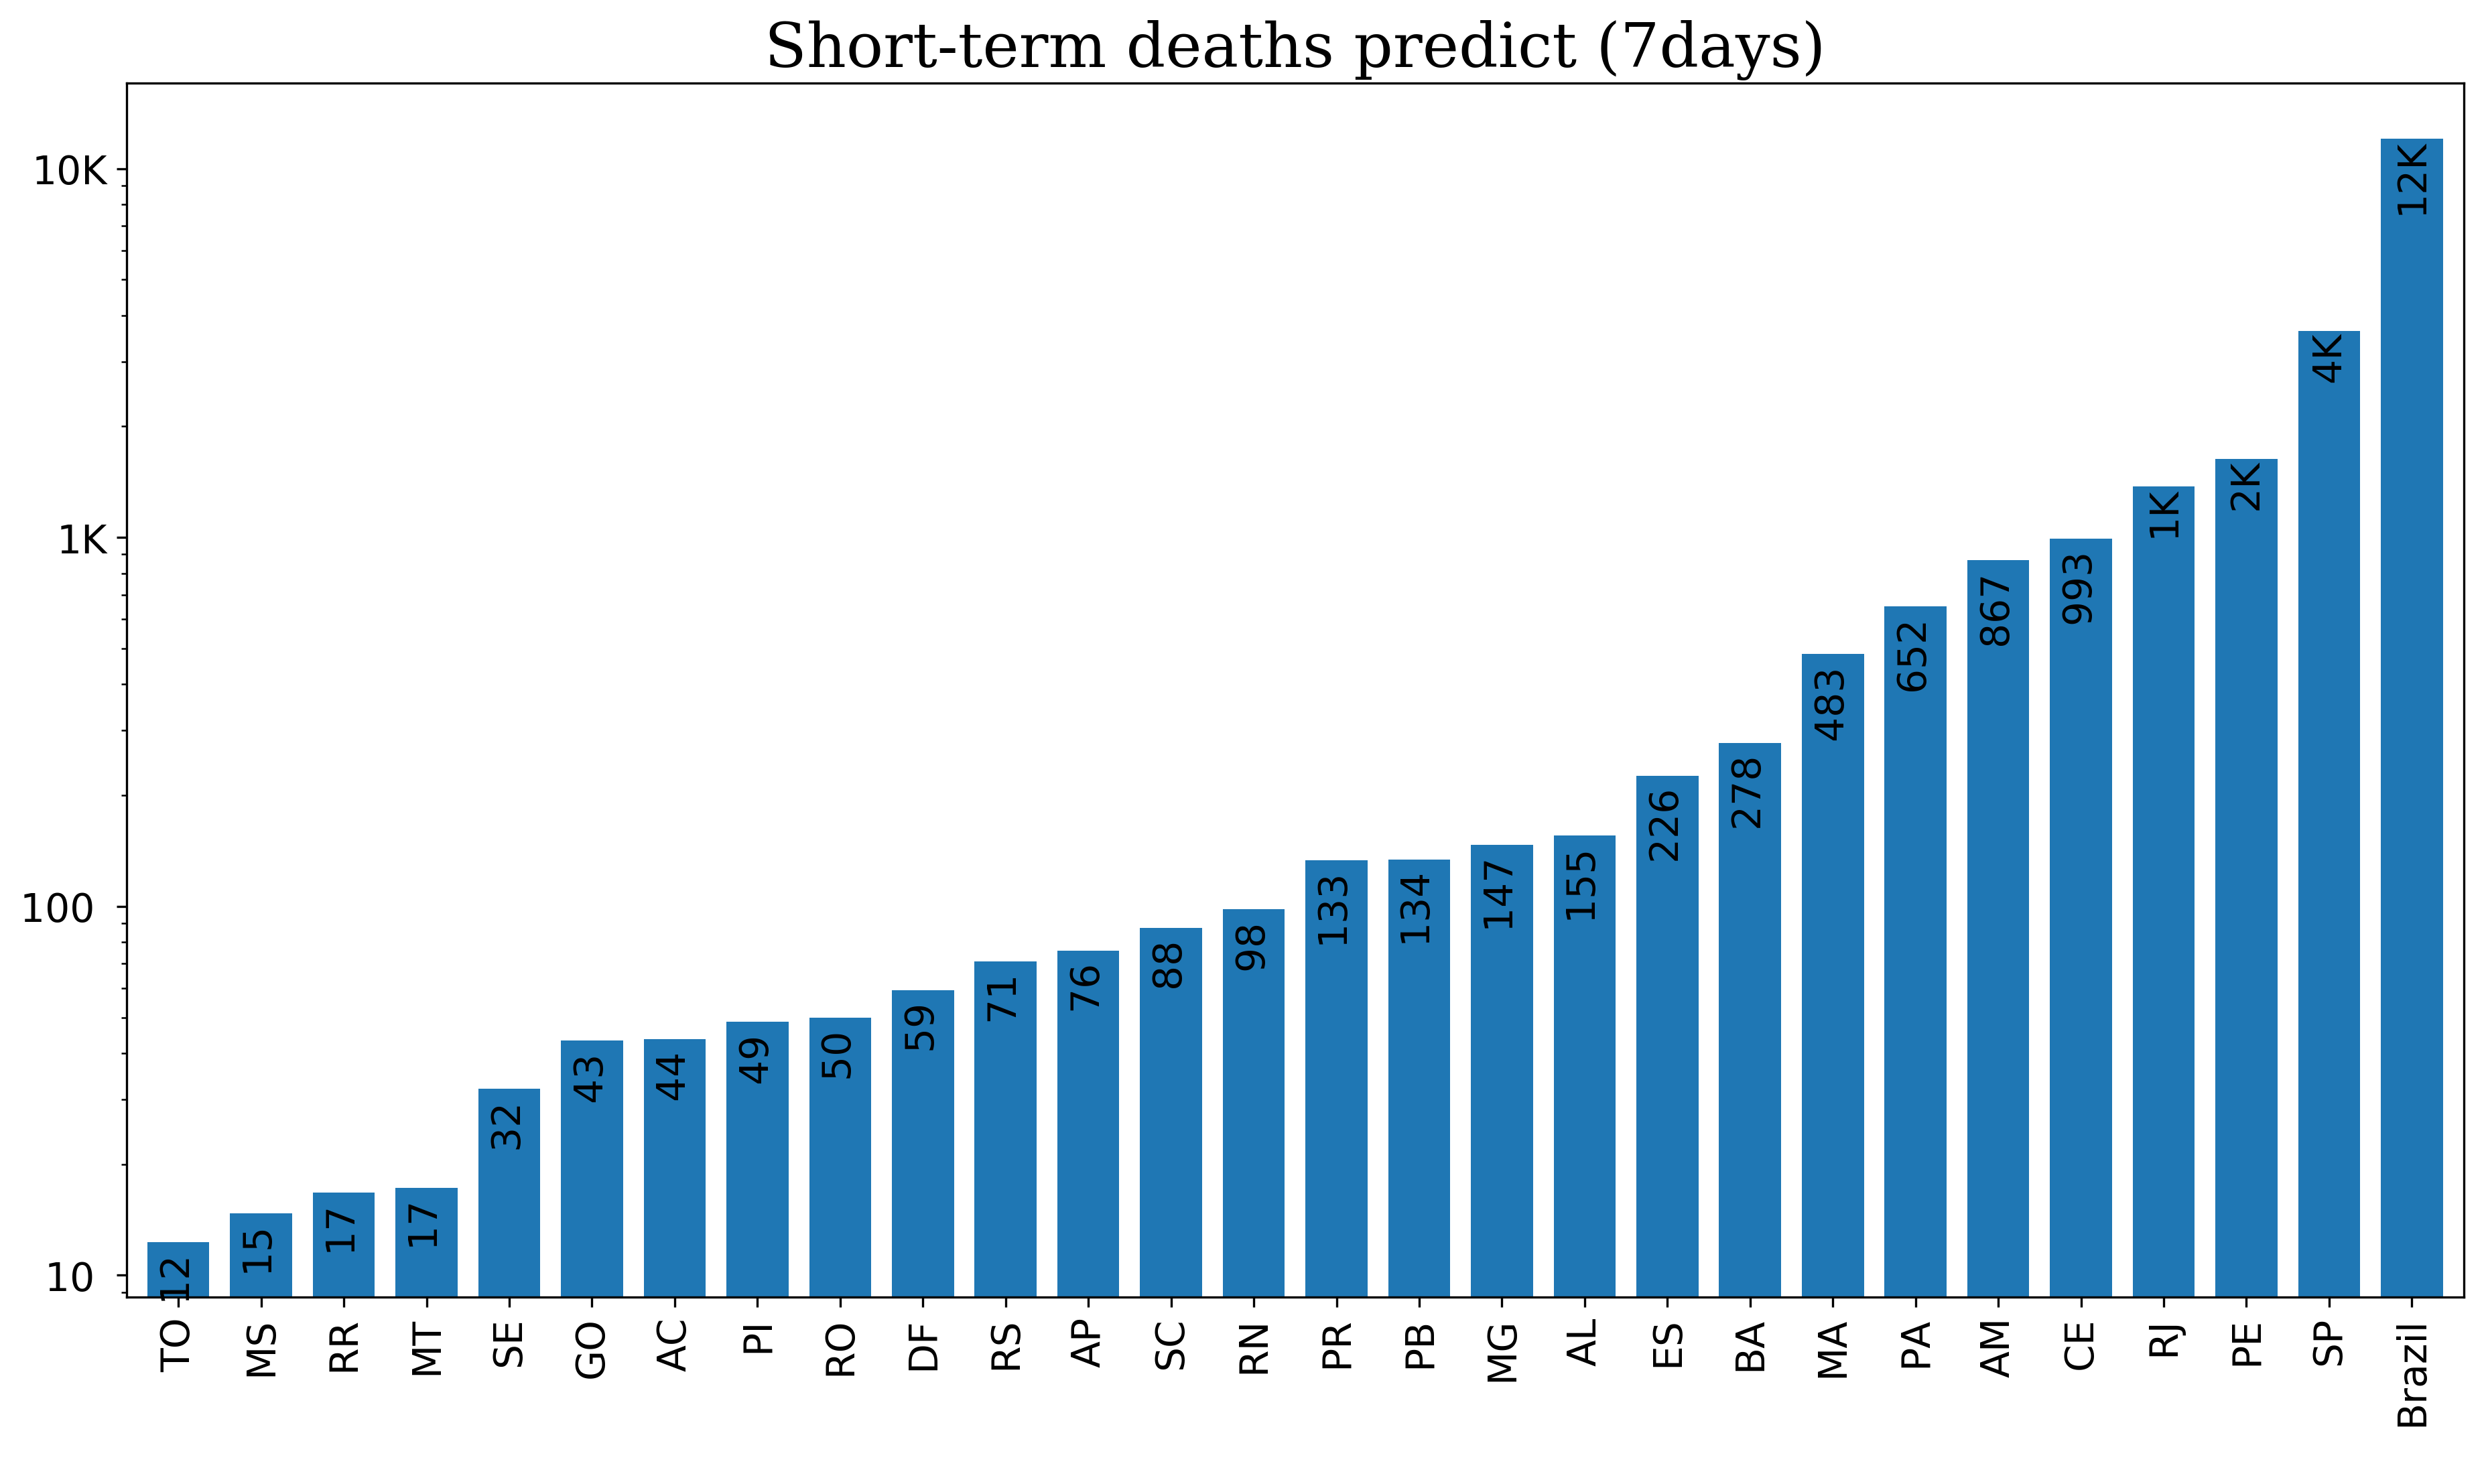 Short-term deaths predict (7days)
10K
1K
100
10
12
15
17
17
32
43
44
49
50
59
71
76
88
98
133
134
147
155
226
278
483
652
867
993
1K
2K
4K
12K
TO
MS
RR
MT
SE
GO
AC
PI
RO
DF
RS
AP
SC
RN
PR
PB
MG
AL
ES
BA
MA
PA
AM
CE
RJ
PE
SP
Brazil